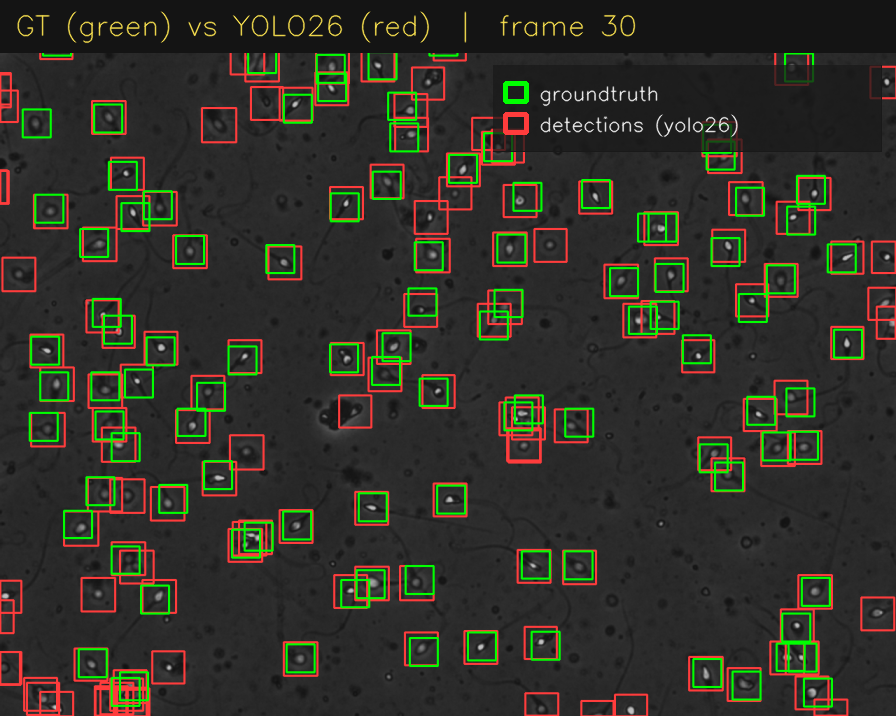 GT (green) vs YOLO26 (red) | frame 30
groundtruth
detections (yolo26)